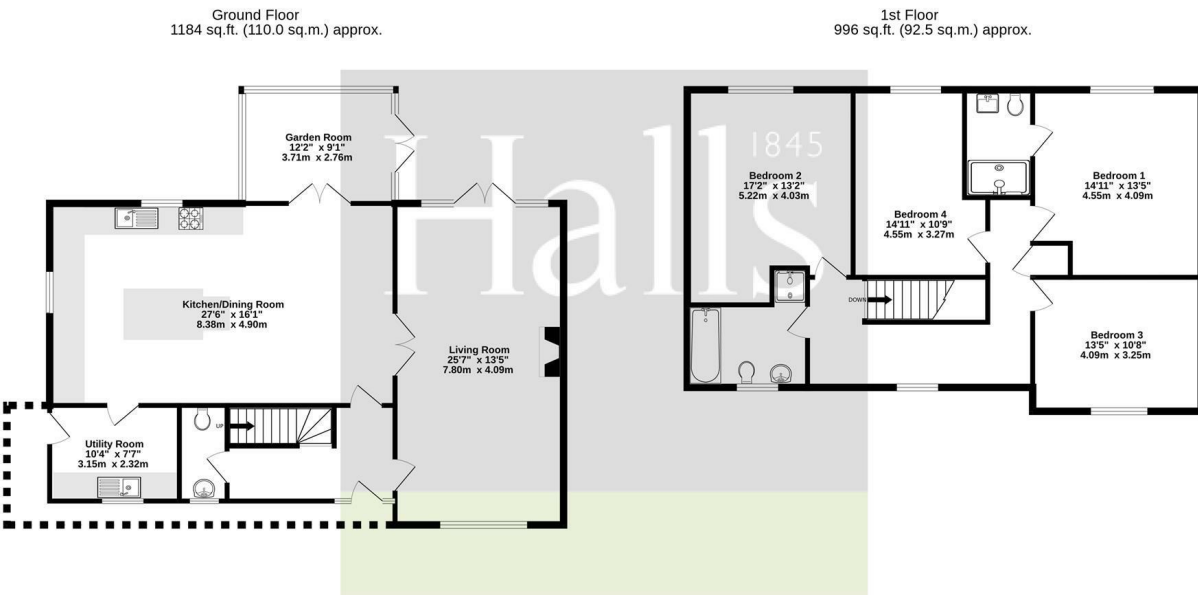 Ground Floor
1184 sq.ft. (110.0 sq.m.) approx.
1st Floor
996 sq.ft. (92.5 sq.m.) approx.
Halls
1845
Garden Room
12'2" x 9'1"
3.71m x 2.76m
Kitchen/Dining Room
27'6" x 16'1"
8.38m x 4.90m
Living Room
25'7" x 13'5"
7.80m x 4.09m
Utility Room
10'4" x 7'7"
3.15m x 2.32m
UP
Bedroom 2
17'2" x 13'2"
5.22m x 4.03m
Bedroom 4
14'11" x 10'9"
4.55m x 3.27m
Bedroom 1
14'11" x 13'5"
4.55m x 4.09m
DOWN
Bedroom 3
13'5" x 10'8"
4.09m x 3.25m